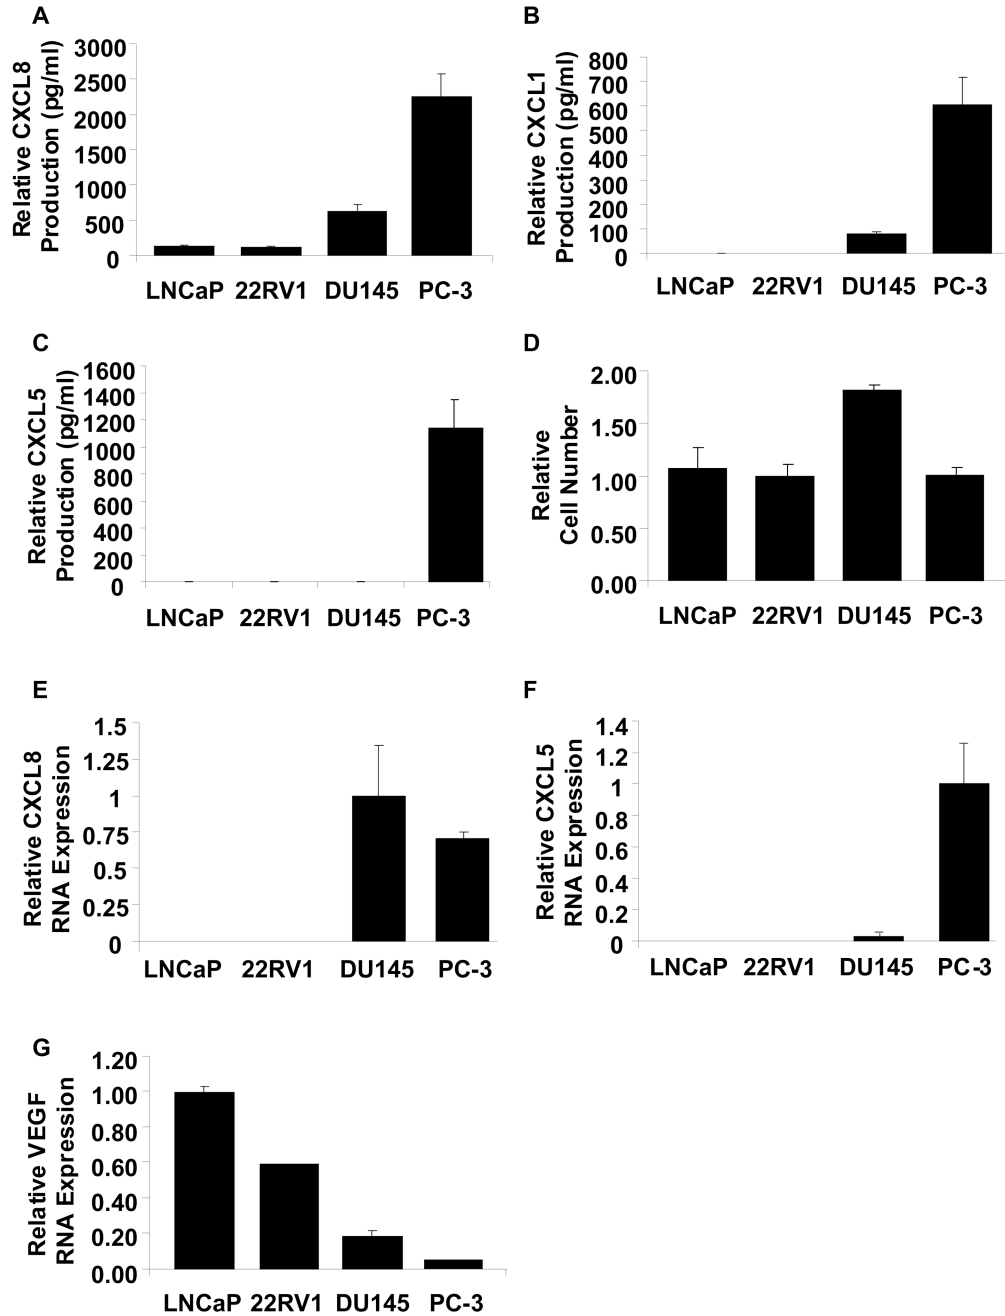 A
Relative CXCL8
Production (pg/ml)
3000
2500
2000
1500
1000
500
0
LNCaP 22RV1 DU145 PC-3
B
Relative CXCL1
Production (pg/ml)
800
700
600
500
400
300
200
100
0
LNCaP 22RV1 DU145 PC-3
C
Relative CXCL5
Production (pg/ml)
1600
1400
1200
1000
800
600
400
200
0
LNCaP 22RV1 DU145 PC-3
D
Relative
Cell Number
2.00
1.50
1.00
0.50
0.00
LNCaP 22RV1 DU145 PC-3
E
Relative CXCL8
RNA Expression
1.5
1.25
1
0.75
0.5
0.25
0
LNCaP 22RV1 DU145 PC-3
F
Relative CXCL5
RNA Expression
1.4
1.2
1
0.8
0.6
0.4
0.2
0
LNCaP 22RV1 DU145 PC-3
G
Relative VEGF
RNA Expression
1.20
1.00
0.80
0.60
0.40
0.20
0.00
LNCaP 22RV1 DU145 PC-3